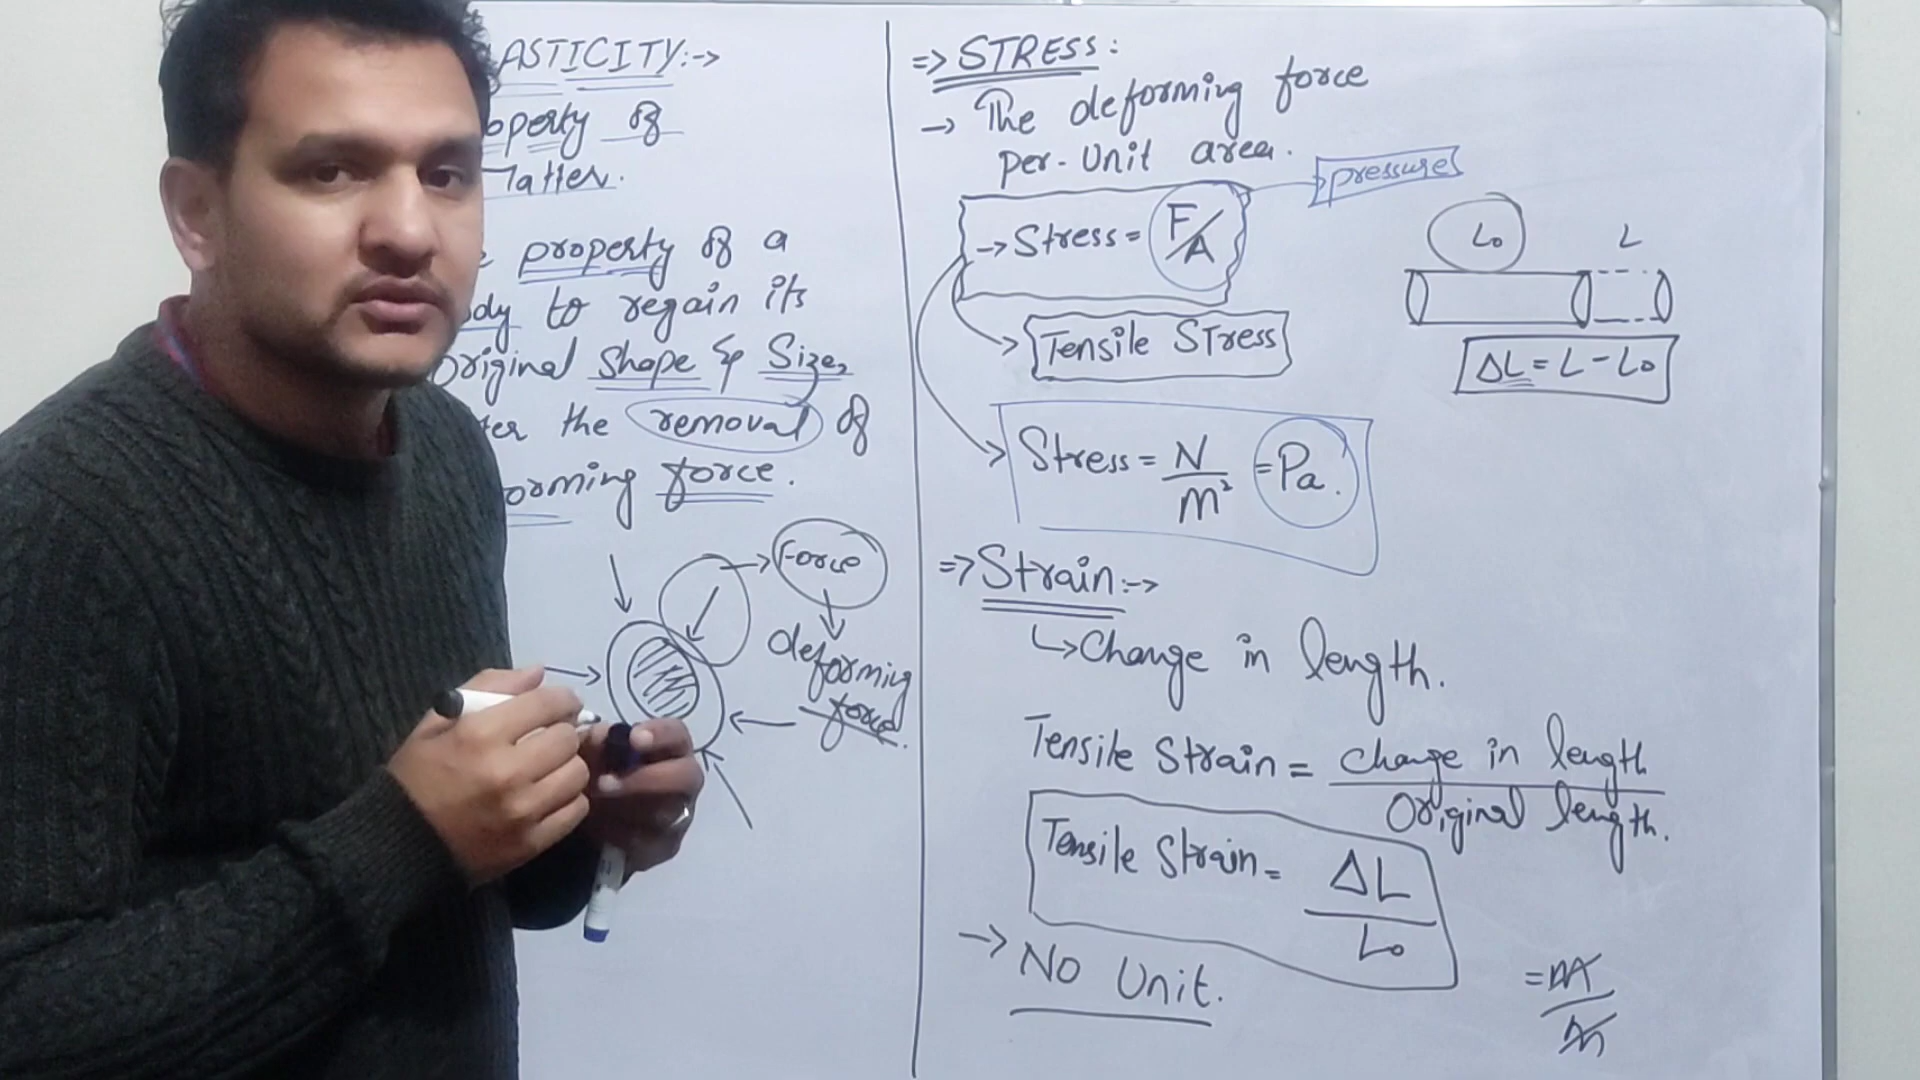 ASTICITY:->
operty of
Matter.
property of a
ody to regain its
original shape & Size,
ter the removal of
orming force.
Force
deforming
force.
=> STRESS:
-> The deforming force
per-Unit area.
pressure
-> Stress = F/A
Tensile Stress
Lo L
ΔL = L - Lo
Stress = N/m² = Pa.
=> Strain:->
Change in length.
Tensile Strain = change in length
Original length.
Tensile Strain = ΔL
Lo
-> No Unit.
= m
m